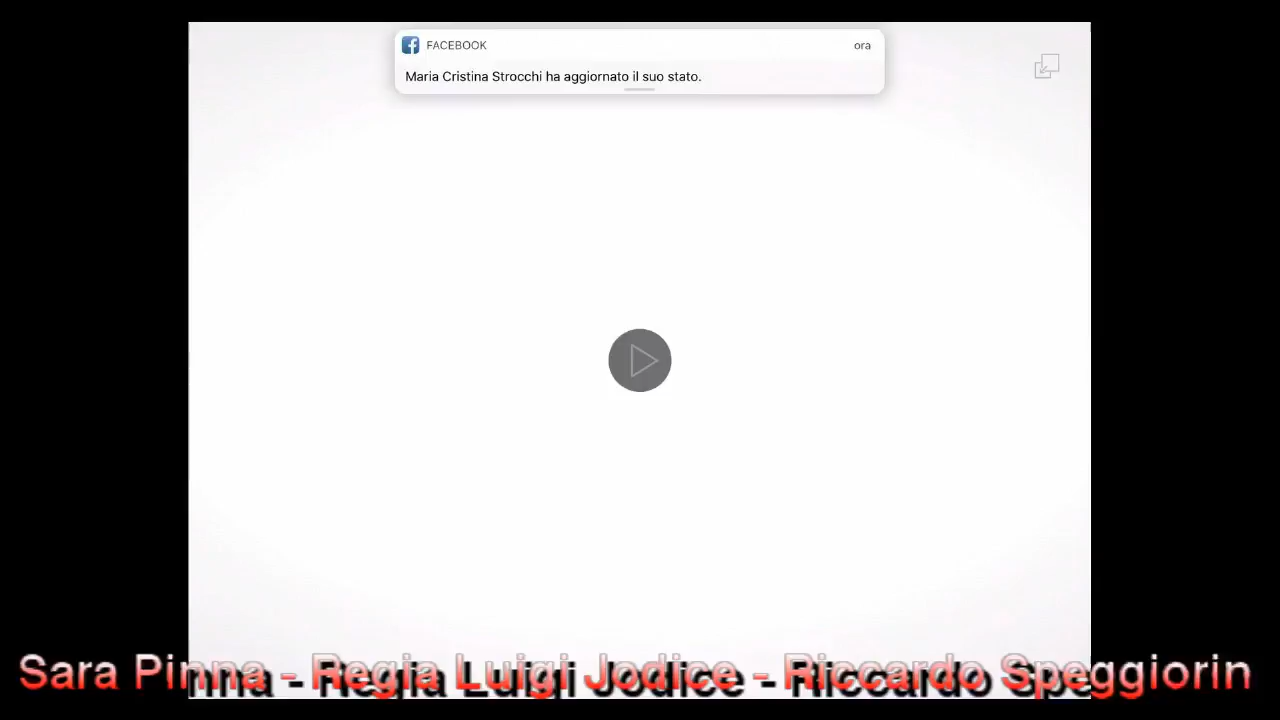 FACEBOOK
ora
Maria Cristina Strocchi ha aggiornato il suo stato.
Sara Pinna - Regia Luigi Jodice - Riccardo Speggiorin